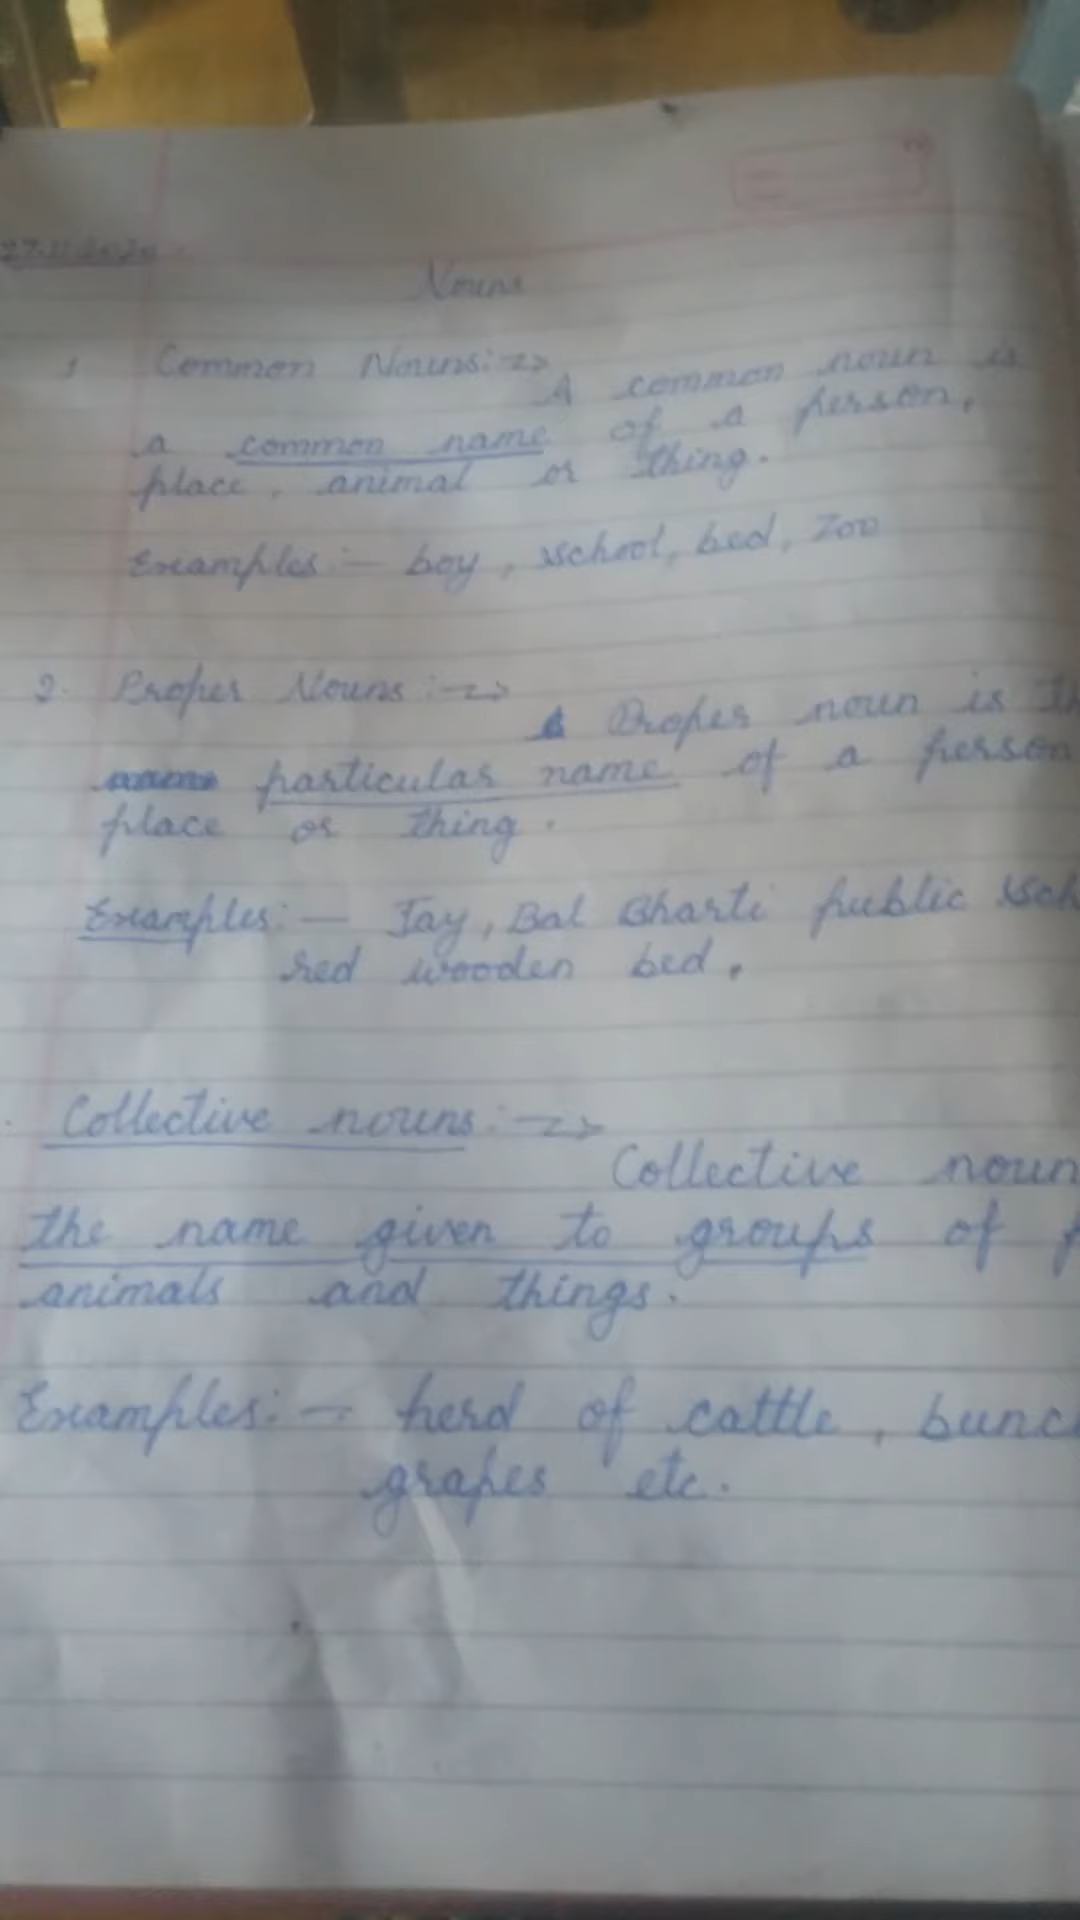 Nouns
1 Common Nouns:->
A common noun is
a common name of a person,
place, animal or thing.
Examples :- boy, school, bed, zoo
2. Proper Nouns :->
A Proper noun is
particular name of a person
place or thing.
Examples:- Jay, Bal Bharti public
red wooden bed.
Collective nouns :->
Collective noun
the name given to groups of
animals and things.
Examples:- herd of cattle,
grapes etc.